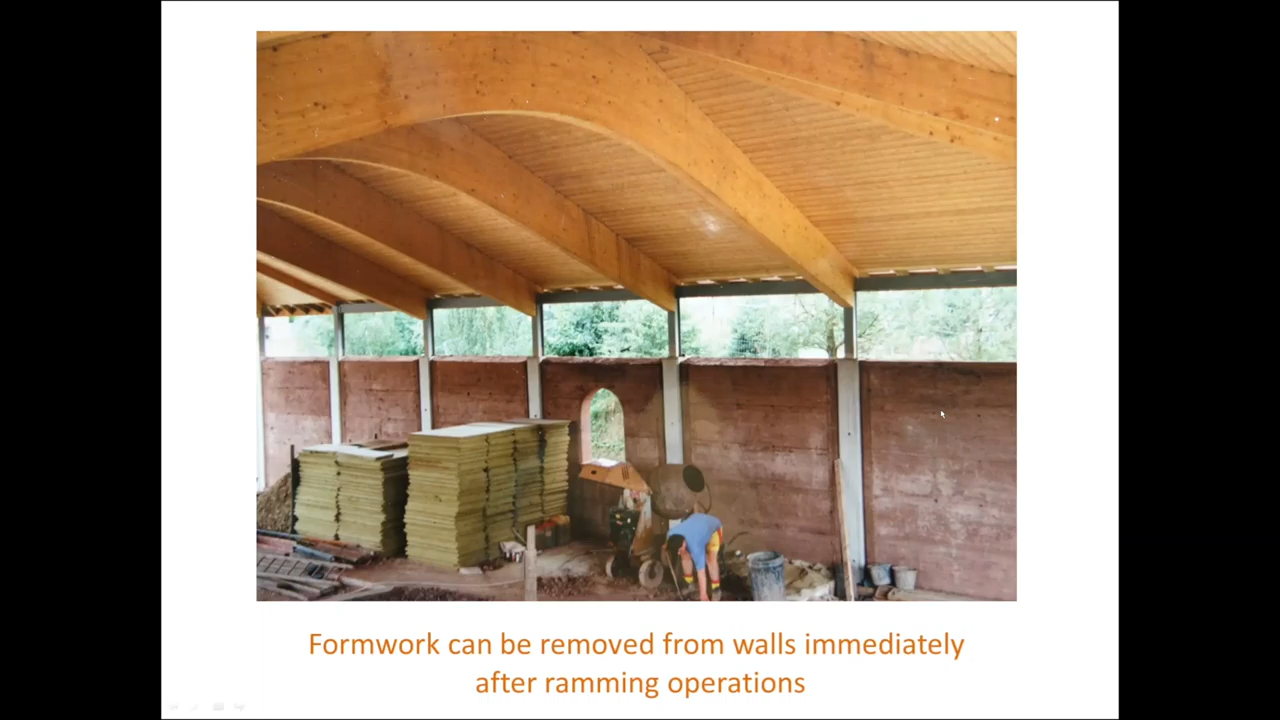 Formwork can be removed from walls immediately
after ramming operations